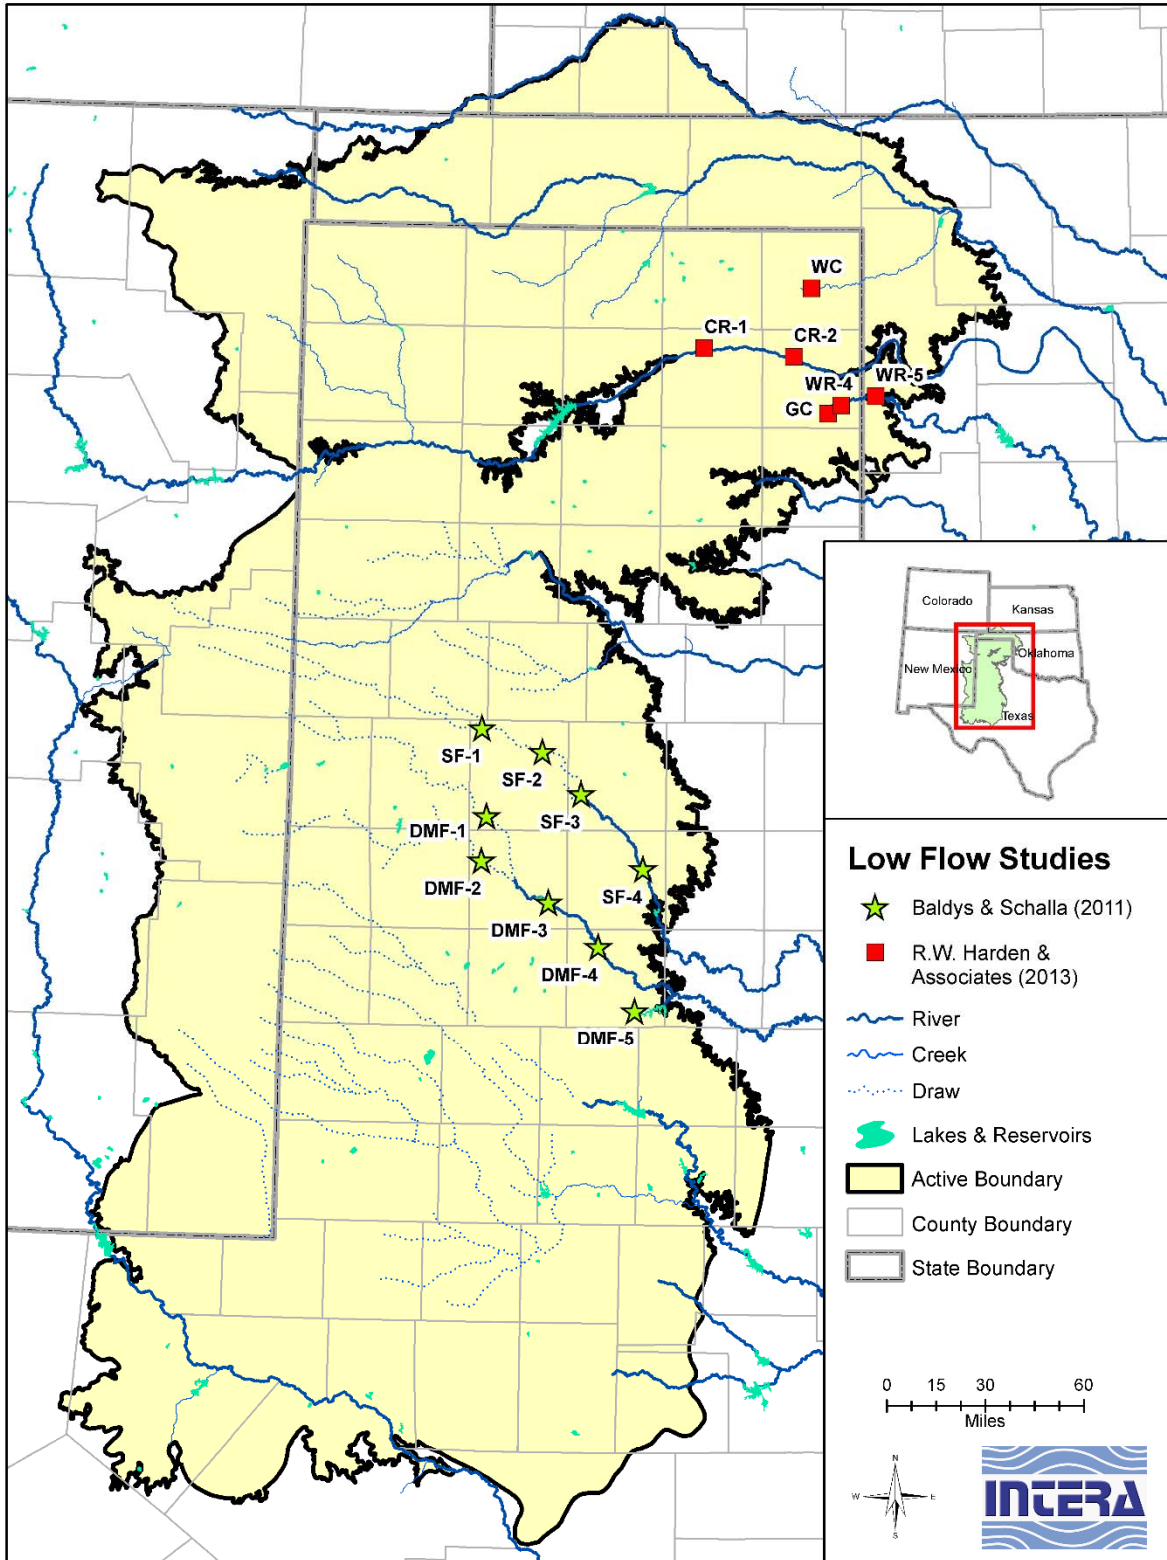 WC
CR-1
CR-2
WR-4
WR-5
GC
SF-1
SF-2
SF-3
DMF-1
DMF-2
SF-4
DMF-3
DMF-4
DMF-5
Colorado
Kansas
New Mexico
Oklahoma
Texas
Low Flow Studies
Baldys & Schalla (2011)
R.W. Harden &
Associates (2013)
River
Creek
Draw
Lakes & Reservoirs
Active Boundary
County Boundary
State Boundary
0 15 30 60
Miles
N
W E
S
INTERA